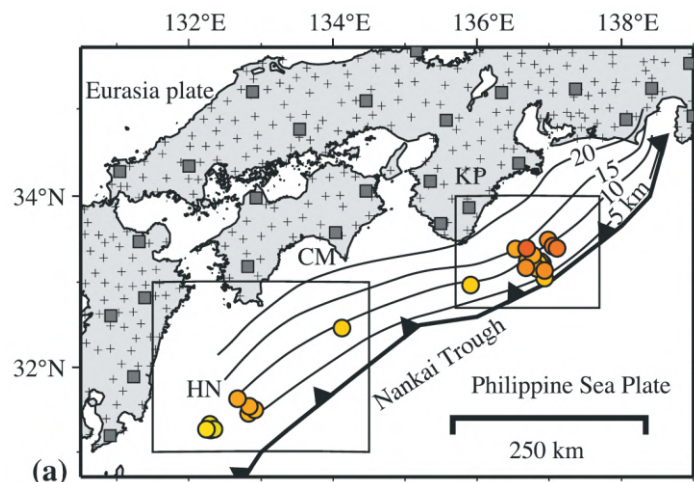 132°E 134°E 136°E 138°E
Eurasia plate
34°N
KP
20
15
10
5 km
CM
32°N
HN
Nankai Trough
Philippine Sea Plate
250 km
(a)